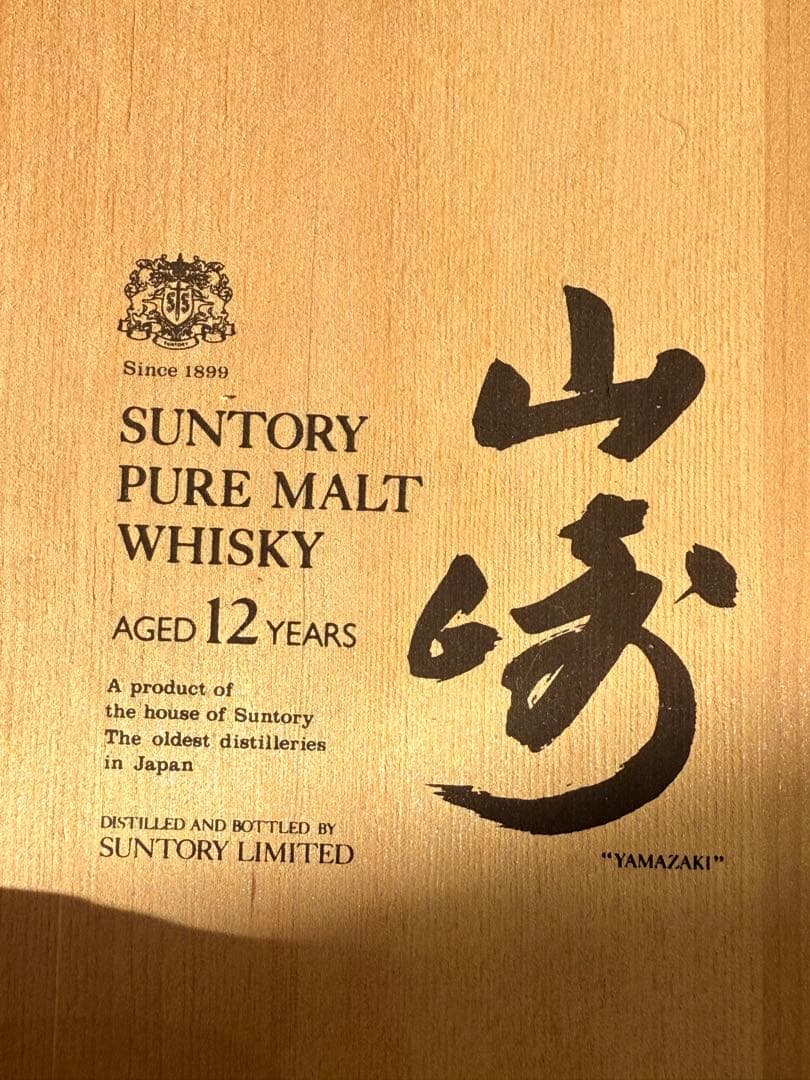 Since 1899
SUNTORY
PURE MALT
WHISKY
AGED 12 YEARS
A product of
the house of Suntory
The oldest distilleries
in Japan
DISTILLED AND BOTTLED BY
SUNTORY LIMITED
山
崎
“YAMAZAKI”